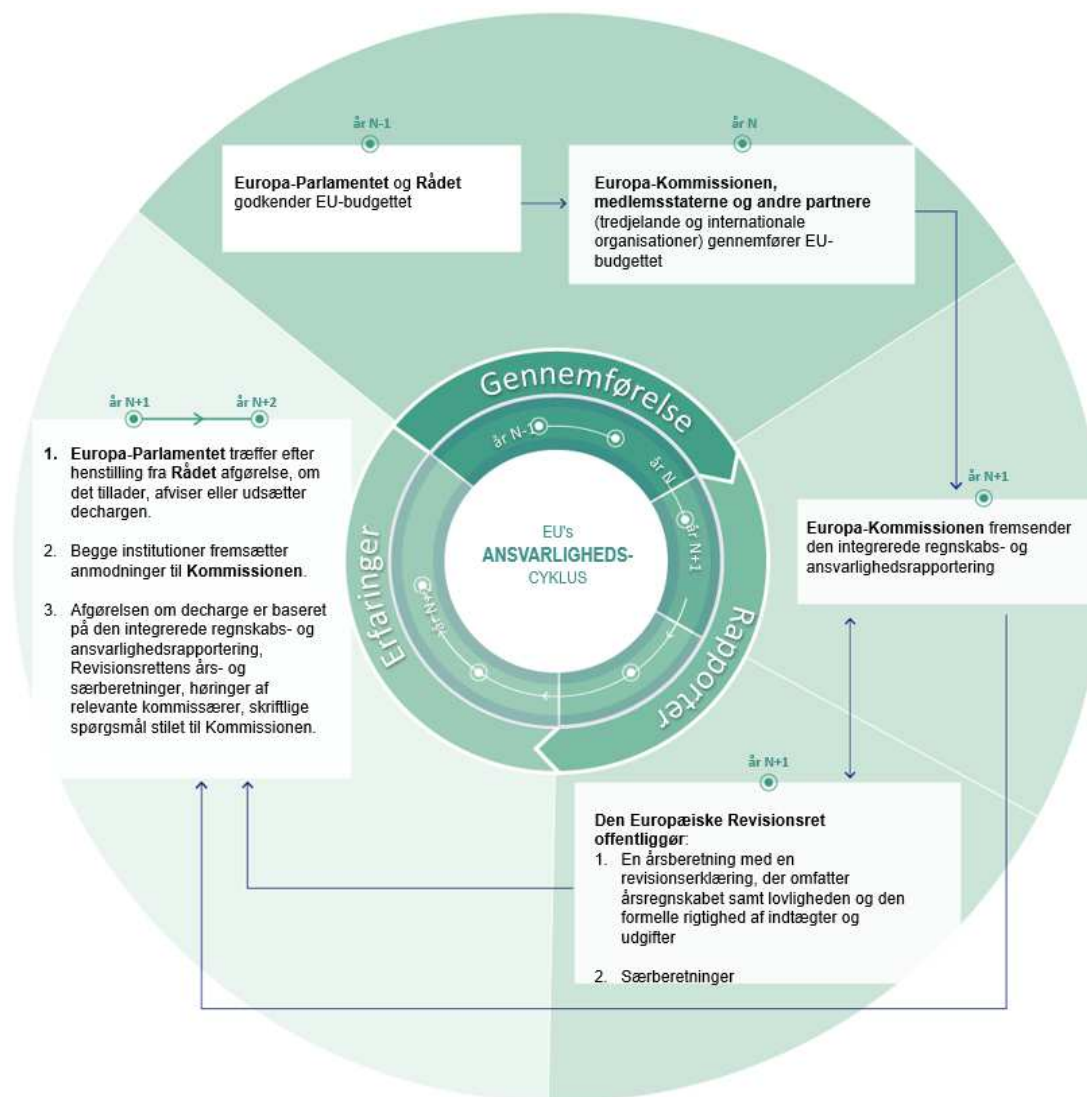 år N-1
Europa-Parlamentet og Rådet
godkender EU-budgettet
år N
Europa-Kommissionen,
medlemsstaterne og andre partnere
(tredjelande og internationale
organisationer) gennemfører EU-
budgettet
år N+1
Europa-Kommissionen fremsender
den integrerede regnskabs- og
ansvarlighedsrapportering
år N+1
Den Europæiske Revisionsret
offentliggør:
1. En årsberetning med en
revisionserklæring, der omfatter
årsregnskabet samt lovligheden og den
formelle rigtighed af indtægter og
udgifter
2. Særberetninger
år N+1
år N+2
1. Europa-Parlamentet træffer efter
henstilling fra Rådet afgørelse, om
det tillader, afviser eller udsætter
dechargen.
2. Begge institutioner fremsætter
anmodninger til Kommissionen.
3. Afgørelsen om decharge er baseret
på den integrerede regnskabs- og
ansvarlighedsrapportering,
Revisionsrettens års- og
særberetninger, høringer af
relevante kommissærer, skriftlige
spørgsmål stilet til Kommissionen.
Gennemførelse
Rapporter
Erfaringer
år N-1
år N
år N+1
år N+2
EU's
ANSVARLIGHEDS-
CYKLUS